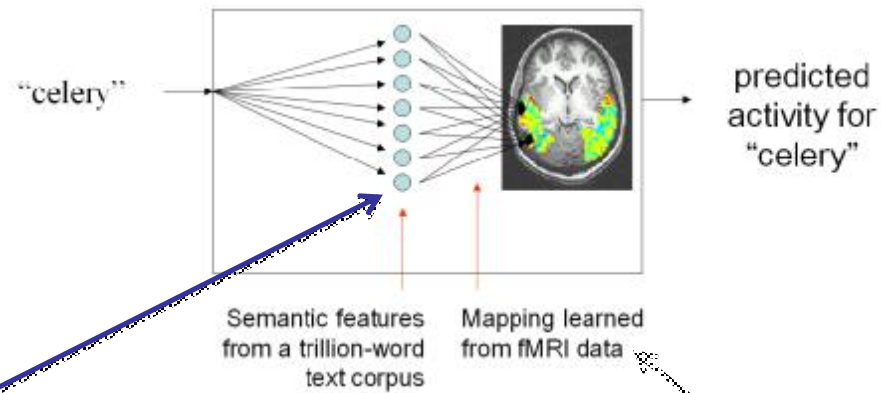 “celery”
predicted
activity for
“celery”
Semantic features
from a trillion-word
text corpus
Mapping learned
from fMRI data